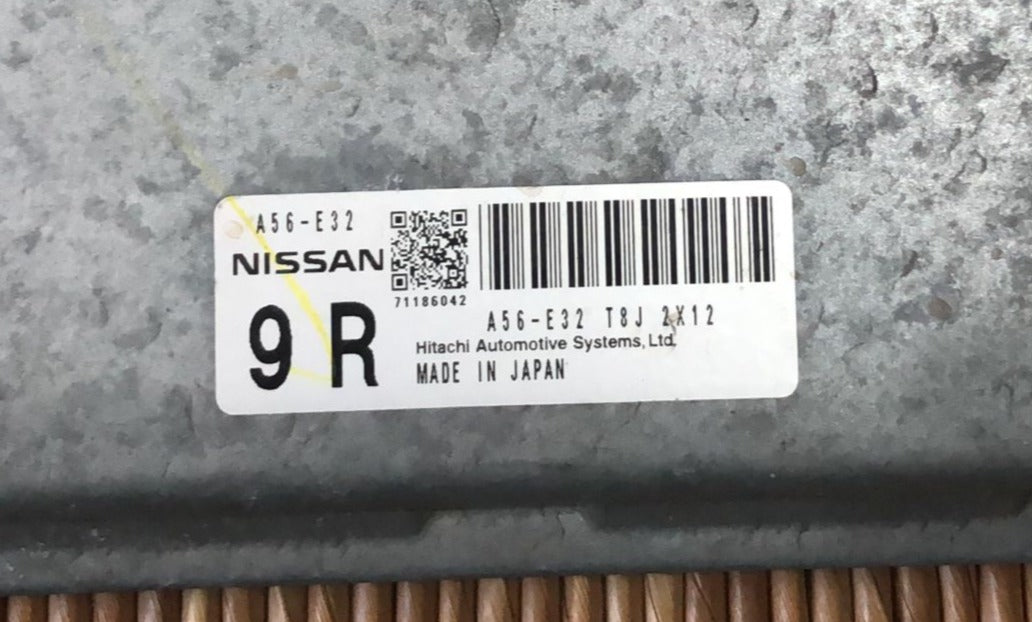 A56-E32
NISSAN
71186042
9 R
A56-E32 T8J 2X12
Hitachi Automotive Systems, Ltd.
MADE IN JAPAN